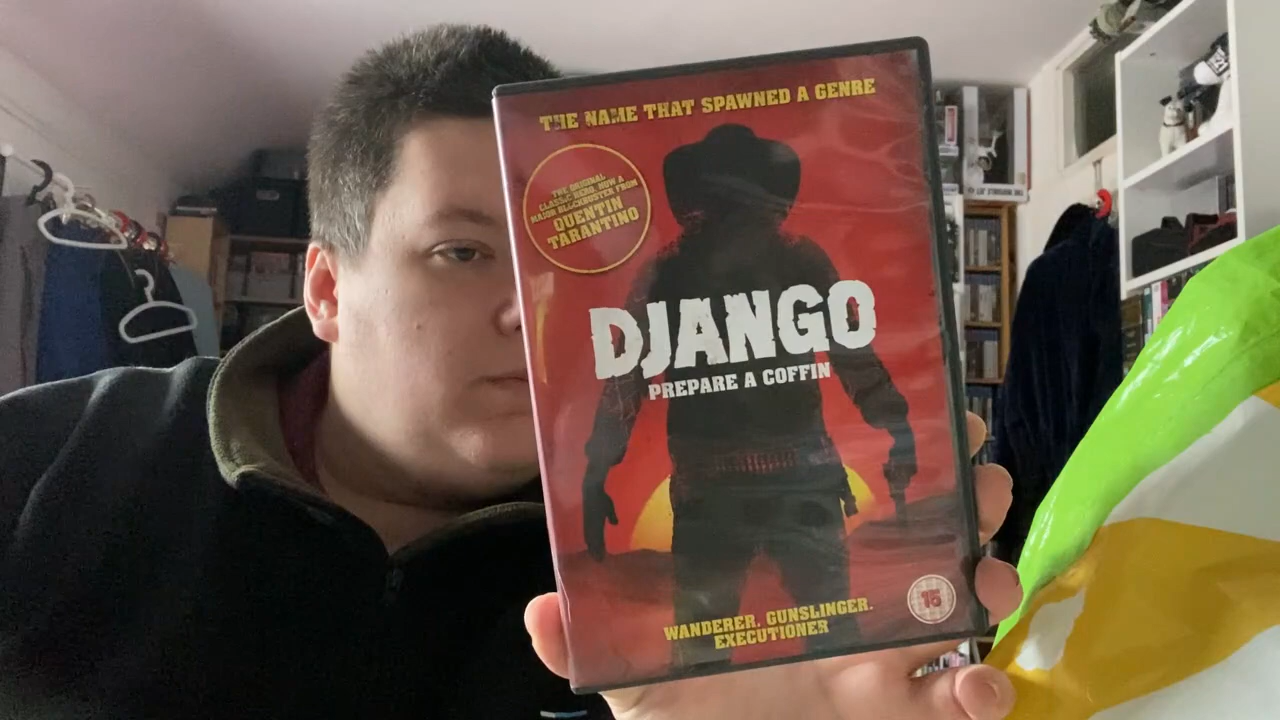 THE NAME THAT SPAWNED A GENRE
THE ORIGINAL
CLASSIC HERO, NOW A
MAJOR BLOCKBUSTER FROM
QUENTIN
TARANTINO
DJANGO
PREPARE A COFFIN
15
WANDERER. GUNSLINGER.
EXECUTIONER